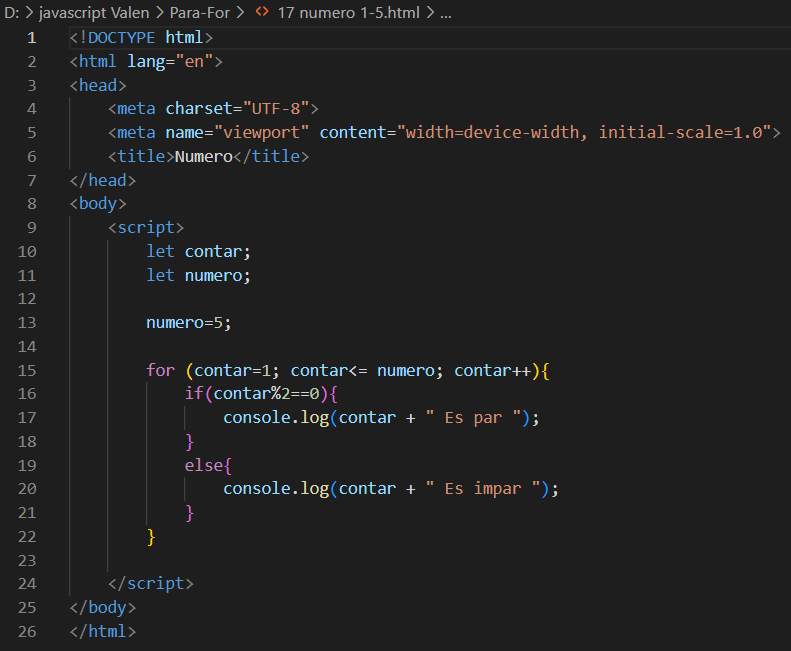 D: > javascript Valen > Para-For > <> 17 numero 1-5.html > ...
1 <!DOCTYPE html>
2 <html lang="en">
3 <head>
4     <meta charset="UTF-8">
5     <meta name="viewport" content="width=device-width, initial-scale=1.0">
6     <title>Numero</title>
7 </head>
8 <body>
9     <script>
10         let contar;
11         let numero;
12
13         numero=5;
14
15         for (contar=1; contar<= numero; contar++){
16             if(contar%2==0){
17                 console.log(contar + " Es par ");
18             }
19             else{
20                 console.log(contar + " Es impar ");
21             }
22         }
23
24     </script>
25 </body>
26 </html>